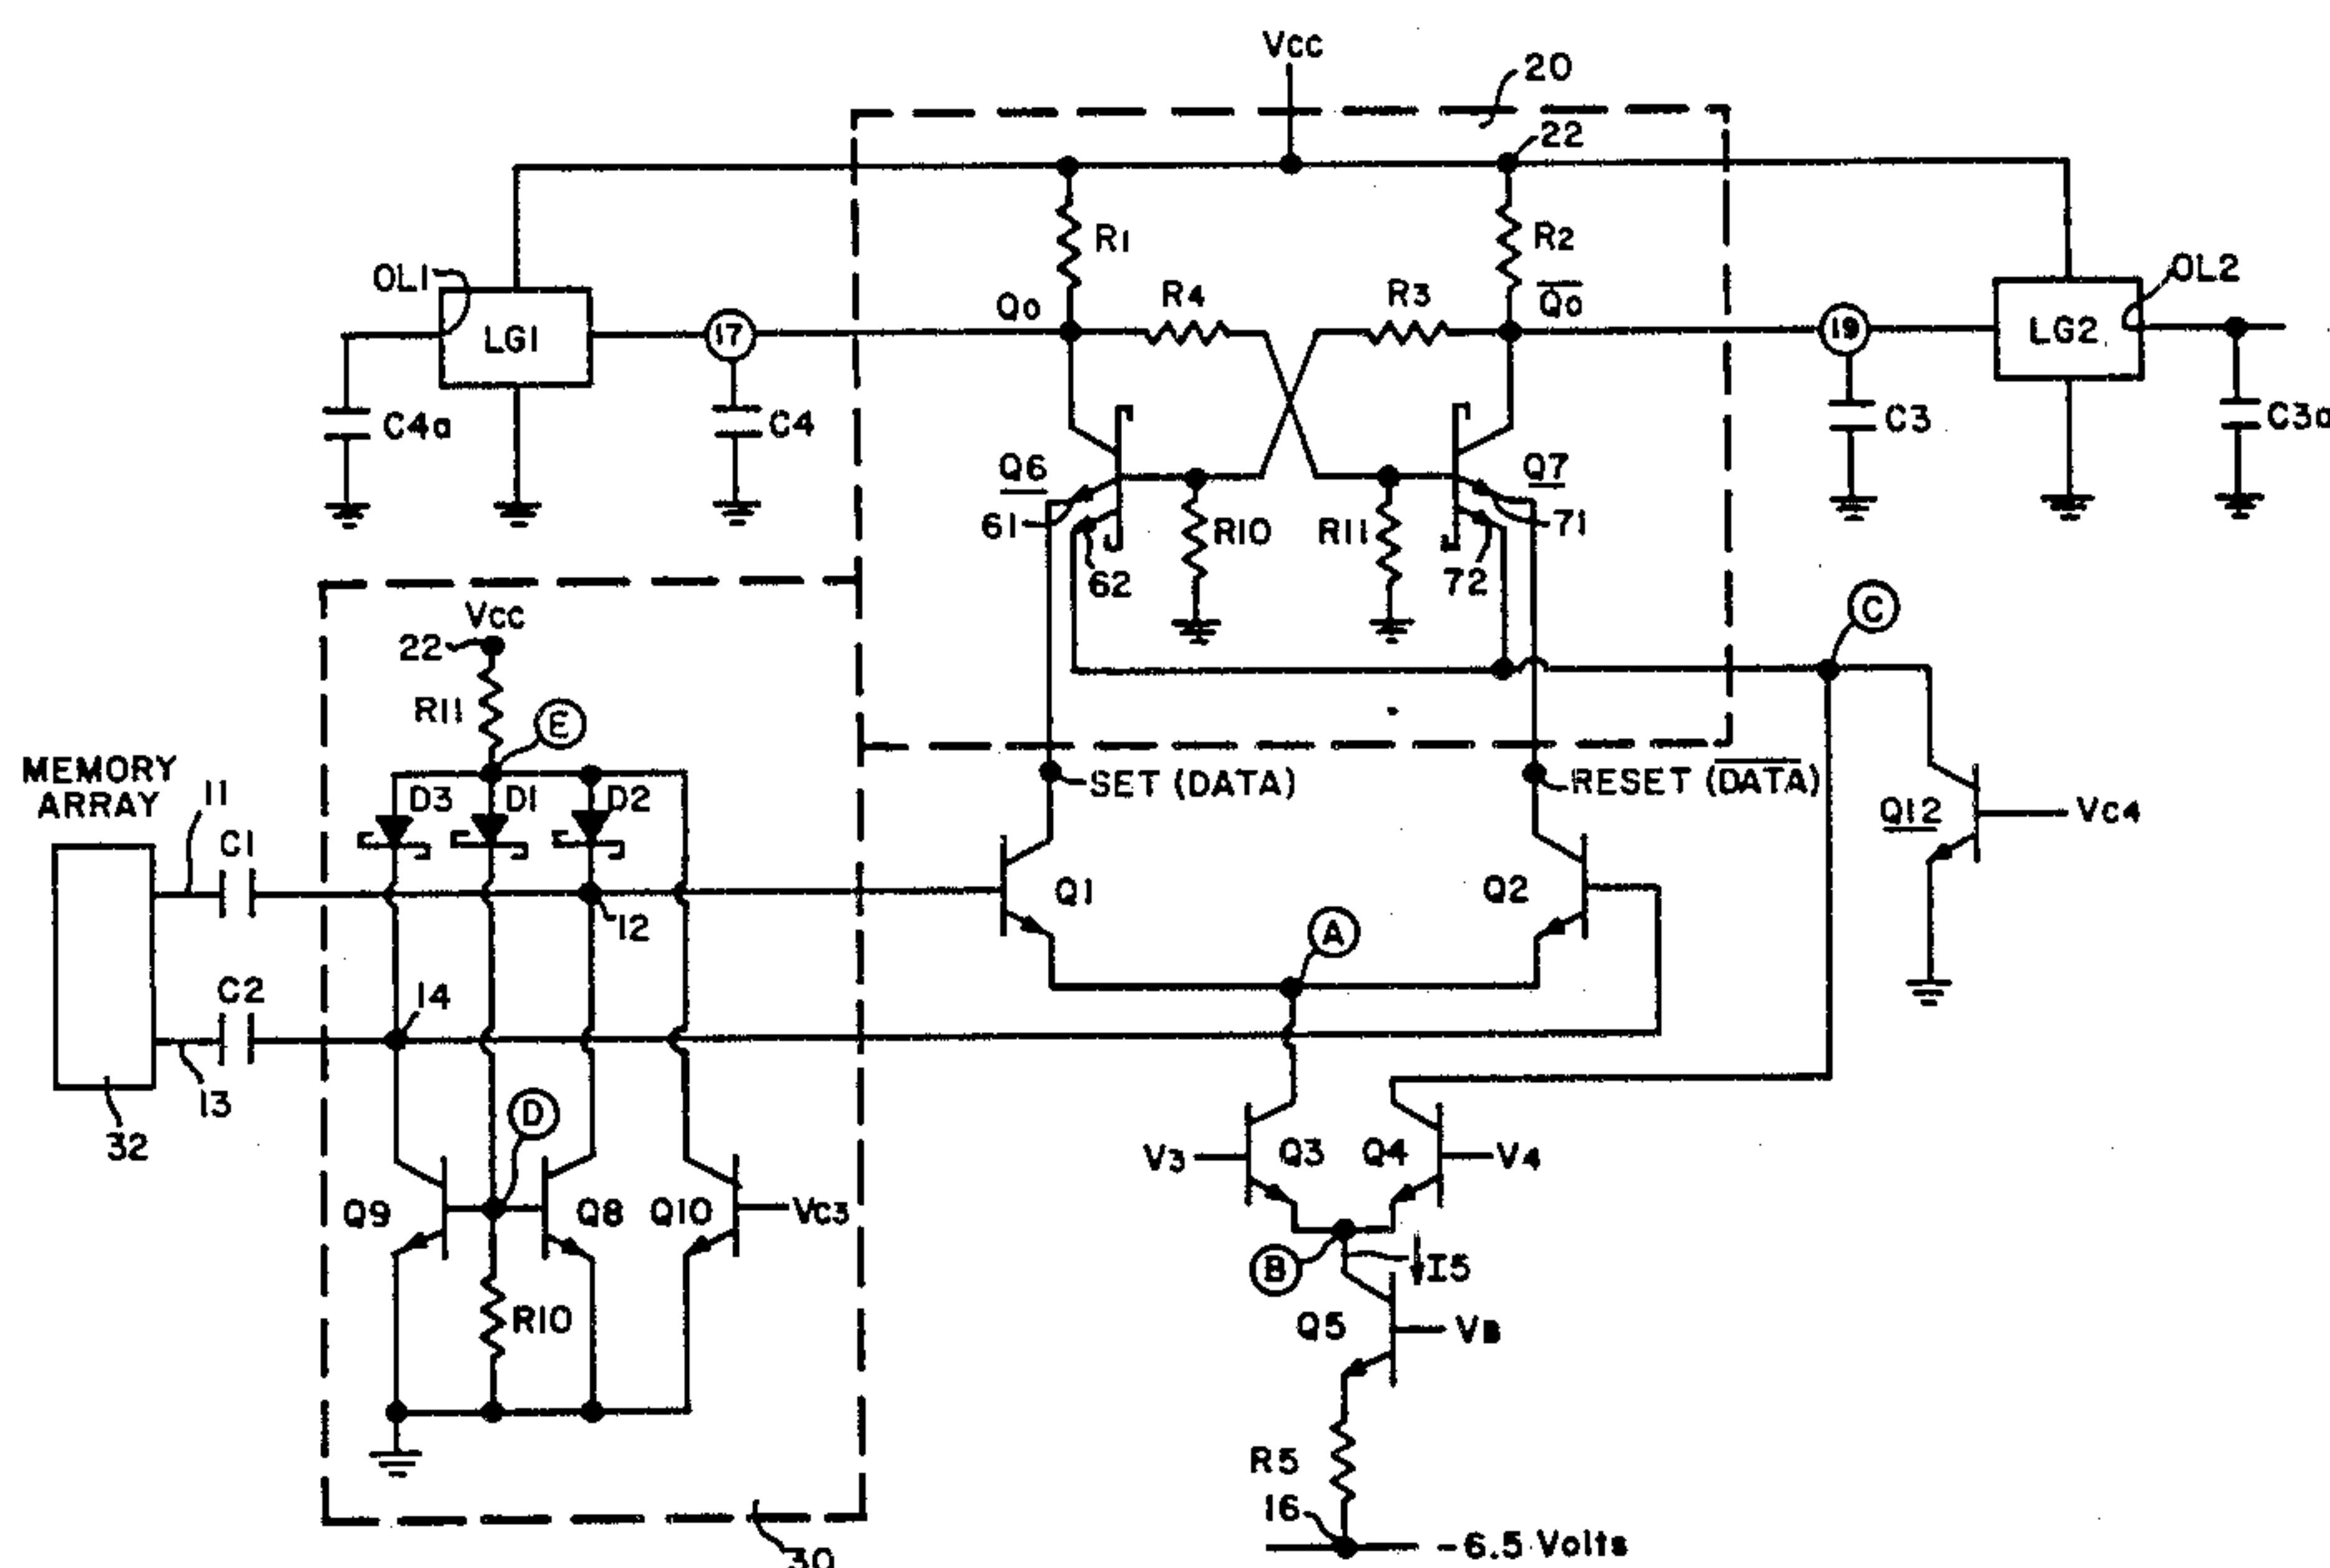 Vcc
20
22
R1
R2
OL1
LG1
17
Qo
R4
R3
Qo
19
LG2
OL2
C4a
C4
C3
C3a
Q6
Q7
61
62
R10
R11
71
72
C
Vcc
22
R11
E
MEMORY
ARRAY
11
C1
D3
D1
D2
SET (DATA)
RESET (DATA)
Q12
Vc4
12
Q1
Q2
A
C2
14
13
32
D
Q9
Q8
Q10
Vc3
V3
Q3
Q4
V4
B
I5
R10
Q5
VB
R5
16
-6.5 Volts
30